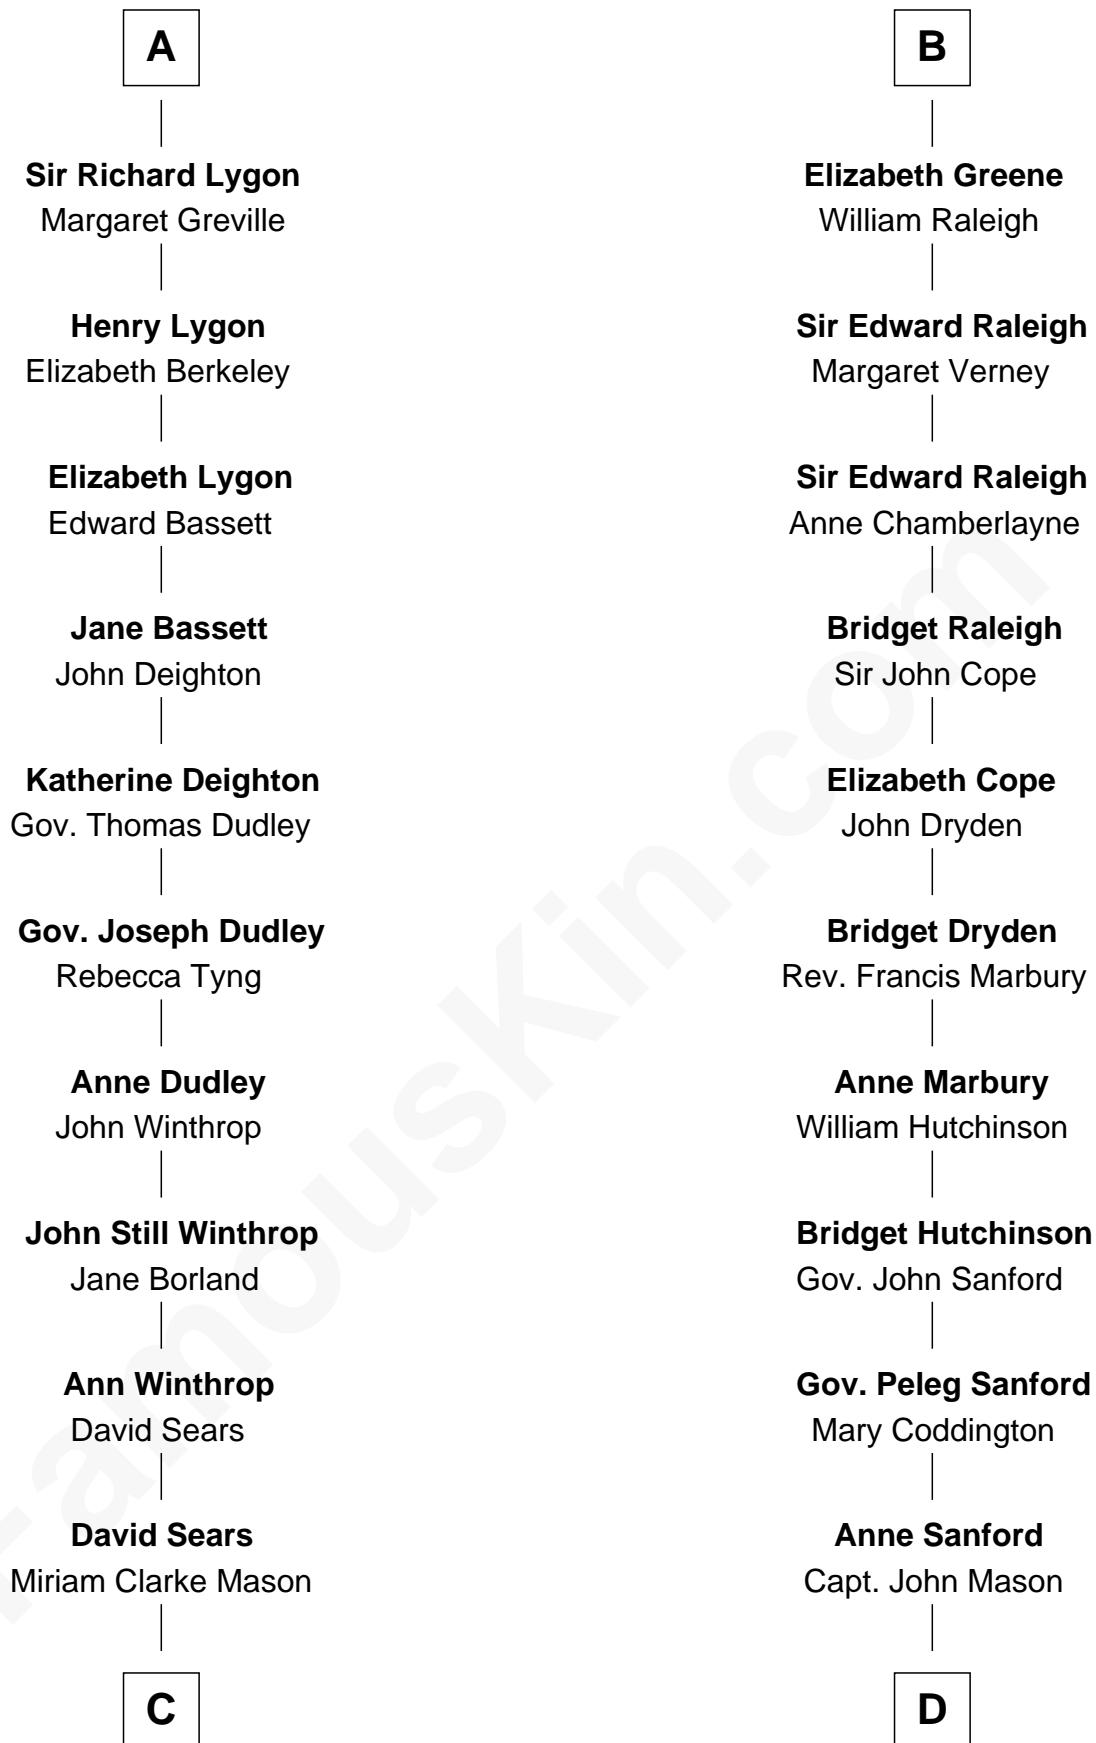 A
Sir Richard Lygon
Margaret Greville
Henry Lygon
Elizabeth Berkeley
Elizabeth Lygon
Edward Bassett
Jane Bassett
John Deighton
Katherine Deighton
Gov. Thomas Dudley
Gov. Joseph Dudley
Rebecca Tyng
Anne Dudley
John Winthrop
John Still Winthrop
Jane Borland
Ann Winthrop
David Sears
David Sears
Miriam Clarke Mason
C
B
Elizabeth Greene
William Raleigh
Sir Edward Raleigh
Margaret Verney
Sir Edward Raleigh
Anne Chamberlayne
Bridget Raleigh
Sir John Cope
Elizabeth Cope
John Dryden
Bridget Dryden
Rev. Francis Marbury
Anne Marbury
William Hutchinson
Bridget Hutchinson
Gov. John Sanford
Gov. Peleg Sanford
Mary Coddington
Anne Sanford
Capt. John Mason
D
FamousKin.com